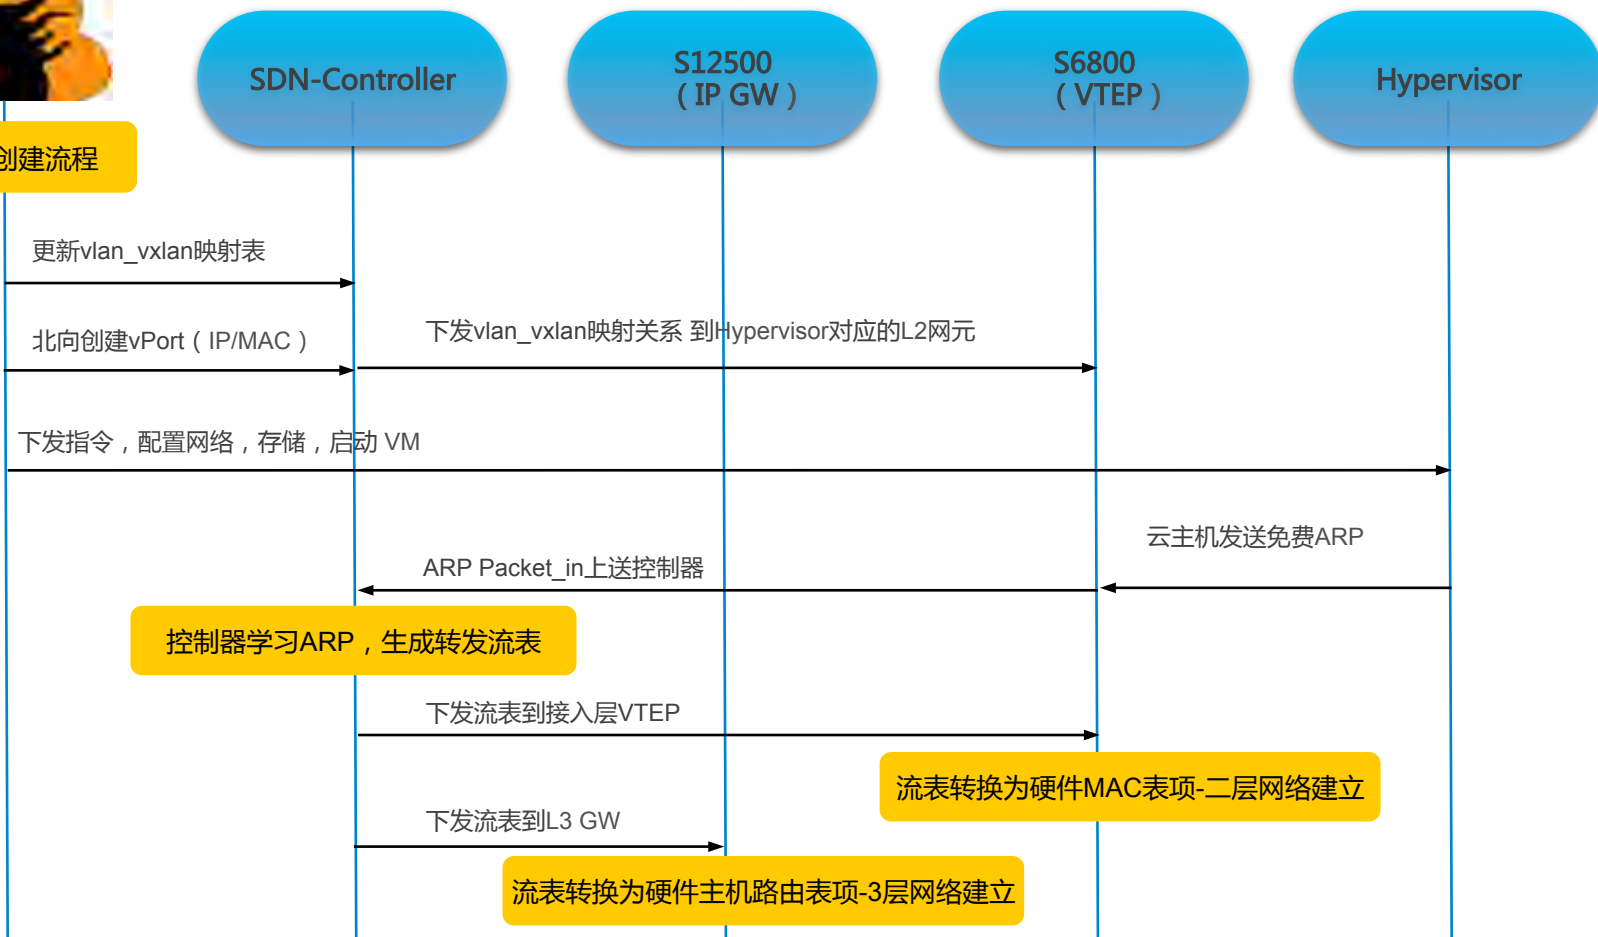 SDN-Controller
S12500
（IP GW）
S6800
（VTEP）
Hypervisor
创建流程
更新vlan_vxlan映射表
北向创建vPort（IP/MAC）
下发vlan_vxlan映射关系 到Hypervisor对应的L2网元
下发指令，配置网络，存储，启动 VM
云主机发送免费ARP
ARP Packet_in上送控制器
控制器学习ARP，生成转发流表
下发流表到接入层VTEP
流表转换为硬件MAC表项-二层网络建立
下发流表到L3 GW
流表转换为硬件主机路由表项-3层网络建立